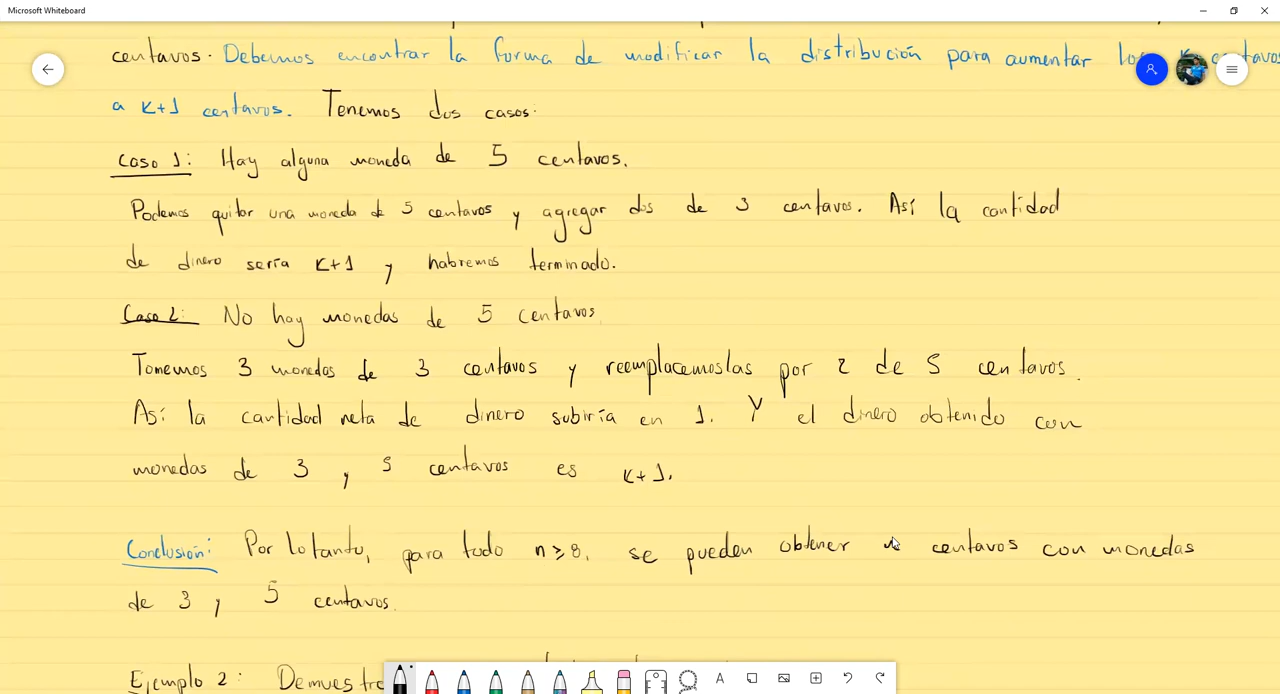 Microsoft Whiteboard
centavos. Debemos encontrar la forma de modificar la distribución para aumentar los k centavos
a k+1 centavos. Tenemos dos casos:
Caso 1: Hay alguna moneda de 5 centavos.
Podemos quitar una moneda de 5 centavos y agregar dos de 3 centavos. Así la cantidad
de dinero sería k+1 y habremos terminado.
Caso 2: No hay monedas de 5 centavos.
Tomemos 3 monedas de 3 centavos y reemplacemoslas por 2 de 5 centavos.
Así la cantidad neta de dinero subiría en 1. Y el dinero obtenido con
monedas de 3 y 5 centavos es k+1.
Conclusión: Por lo tanto, para todo n ≥ 8, se pueden obtener n centavos con monedas
de 3 y 5 centavos.
Ejemplo 2: Demuestre